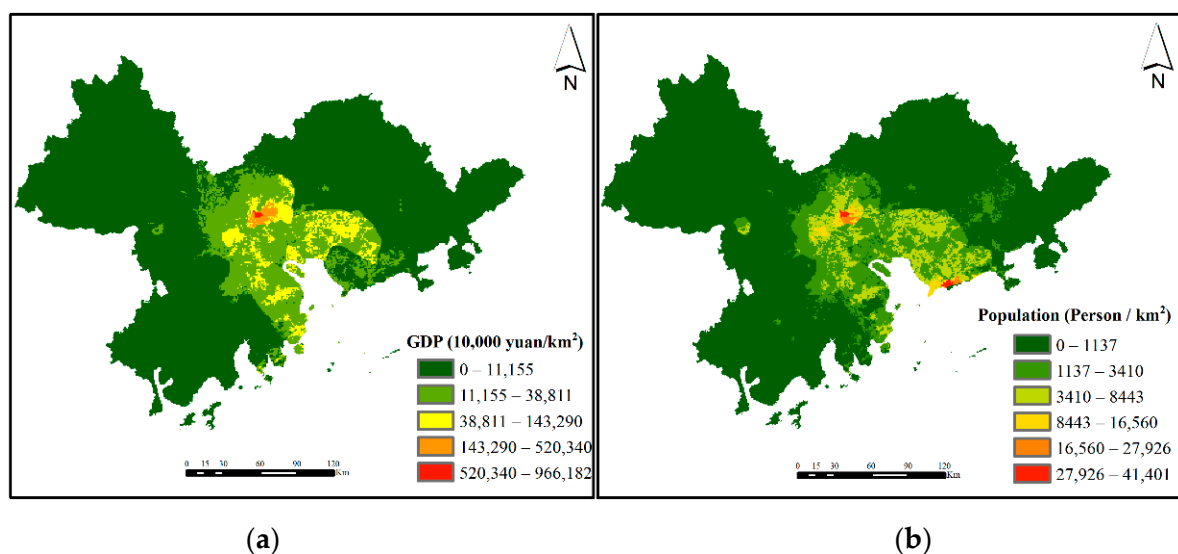 N
GDP (10,000 yuan/km²)
0 – 11,155
11,155 – 38,811
38,811 – 143,290
143,290 – 520,340
520,340 – 966,182
0 15 30 60 90 120
Km
(a)
N
Population (Person / km²)
0 – 1137
1137 – 3410
3410 – 8443
8443 – 16,560
16,560 – 27,926
27,926 – 41,401
0 15 30 60 90 120
Km
(b)